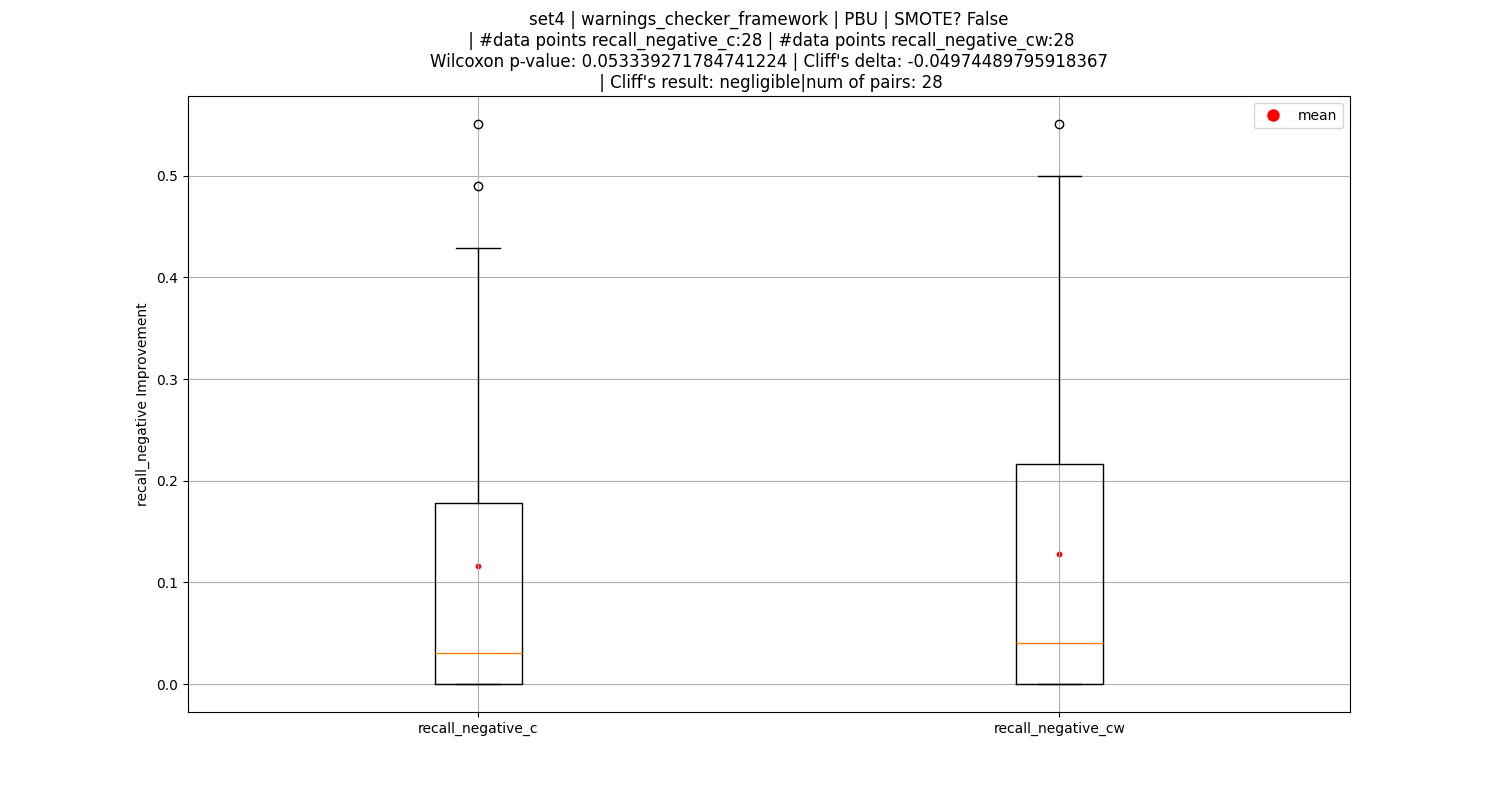 set4 | warnings_checker_framework | PBU | SMOTE? False
| #data points recall_negative_c:28 | #data points recall_negative_cw:28
Wilcoxon p-value: 0.053339271784741224 | Cliff's delta: -0.04974489795918367
| Cliff's result: negligible|num of pairs: 28
mean
0.5
0.4
0.3
0.2
0.1
0.0
recall_negative Improvement
recall_negative_c
recall_negative_cw